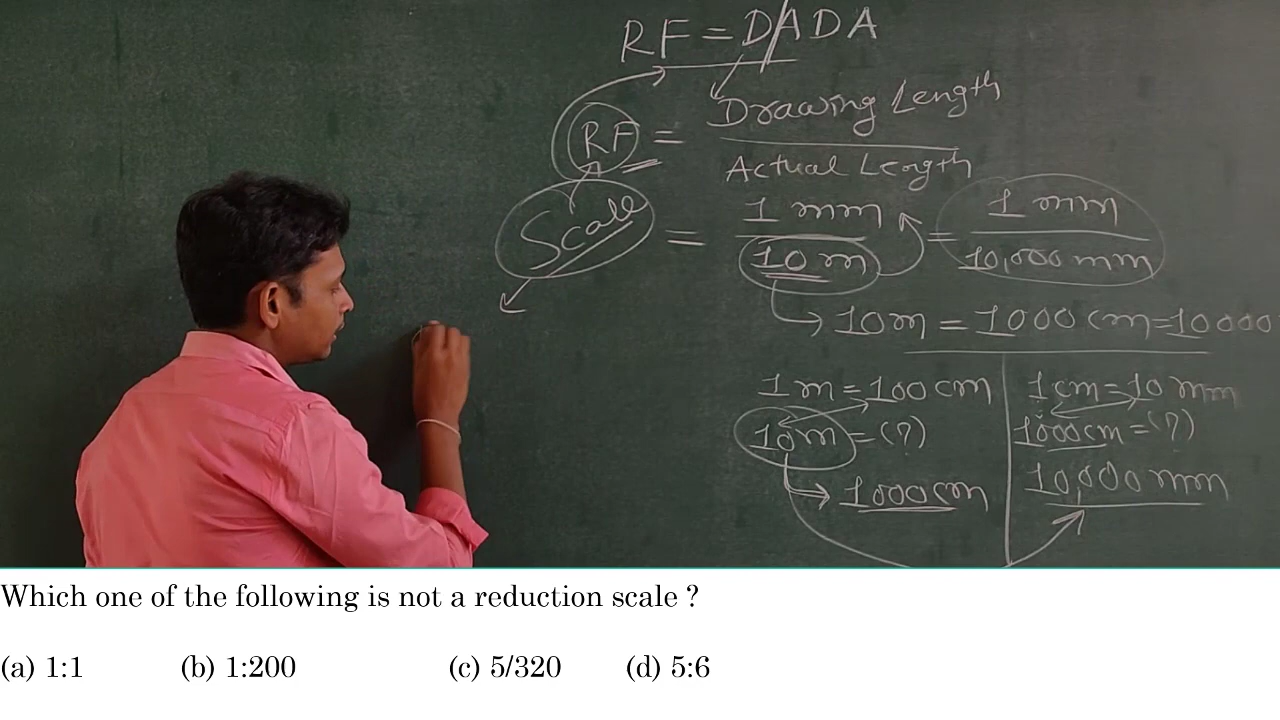 RF = DADA
RF = Drawing Length
Actual Length
Scale = 1 mm = 1 mm
10 m 10,000 mm
10m = 1000 cm = 10000
1 m = 100 cm
10m = (?)
1000 cm
1 cm = 10 mm
1000 cm = (?)
10,000 mm
Which one of the following is not a reduction scale ?
(a) 1:1 (b) 1:200 (c) 5/320 (d) 5:6